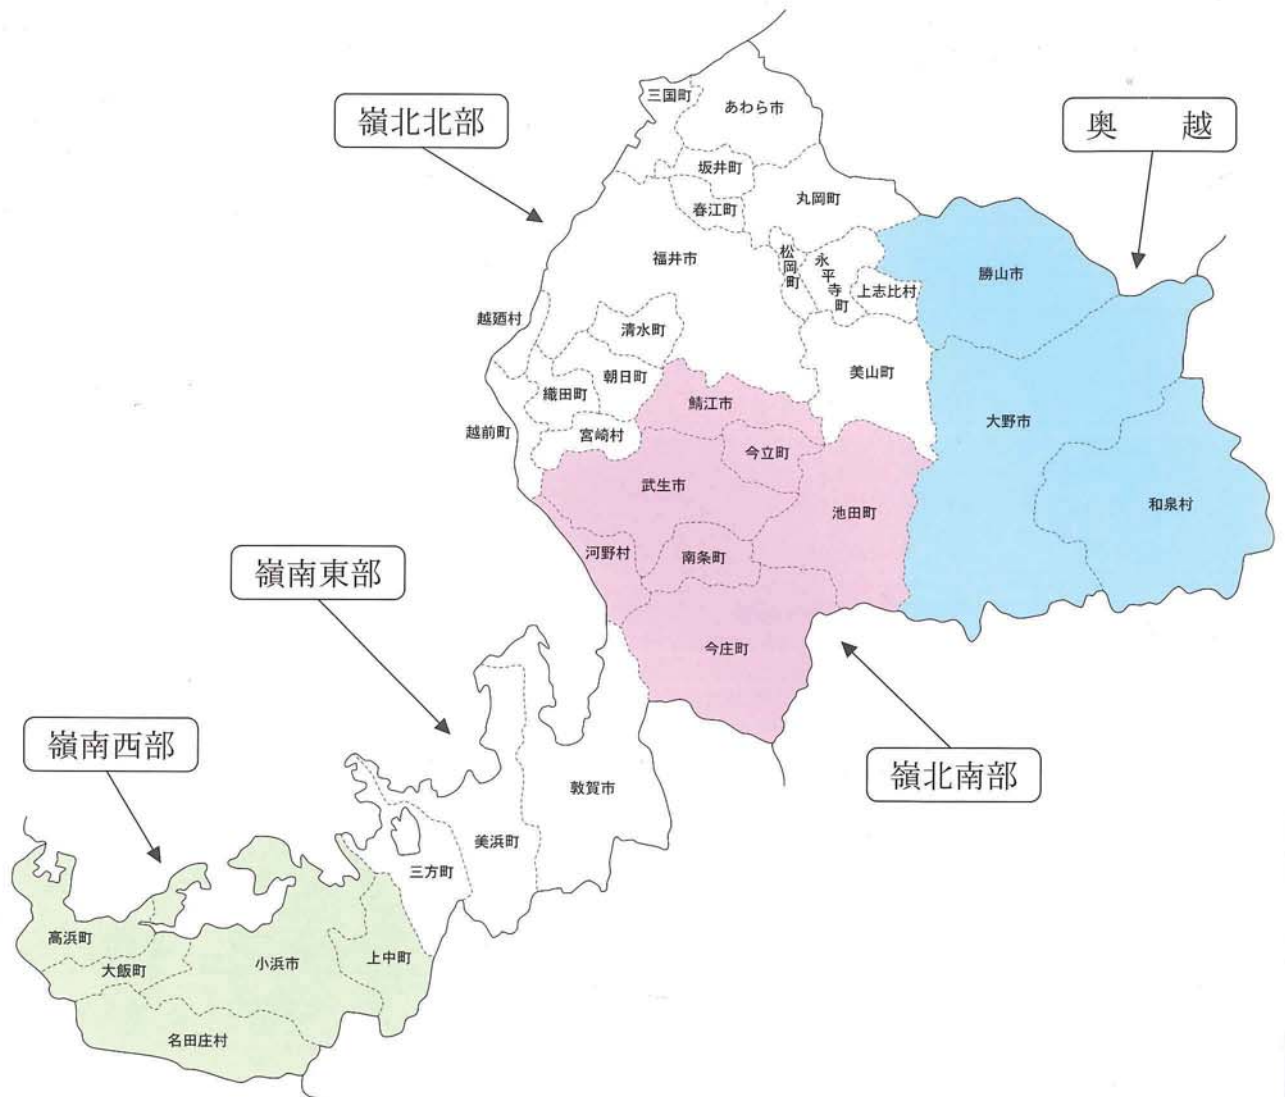 嶺北北部
奥　越
三国町
あわら市
坂井町
丸岡町
春江町
福井市
松岡町
永平寺町
上志比村
勝山市
越廼村
清水町
朝日町
美山町
織田町
鯖江市
大野市
越前町
宮崎村
今立町
武生市
池田町
和泉村
河野村
南条町
嶺南東部
今庄町
嶺南西部
嶺北南部
敦賀市
美浜町
三方町
高浜町
大飯町
小浜市
上中町
名田庄村